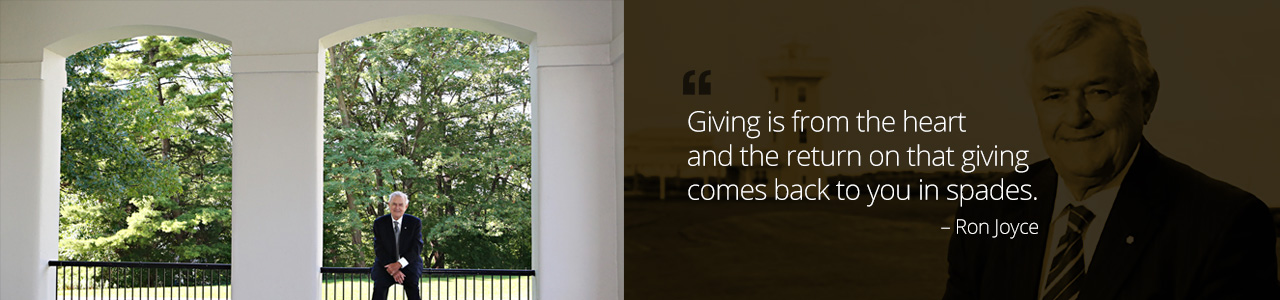 “
Giving is from the heart
and the return on that giving
comes back to you in spades.
– Ron Joyce